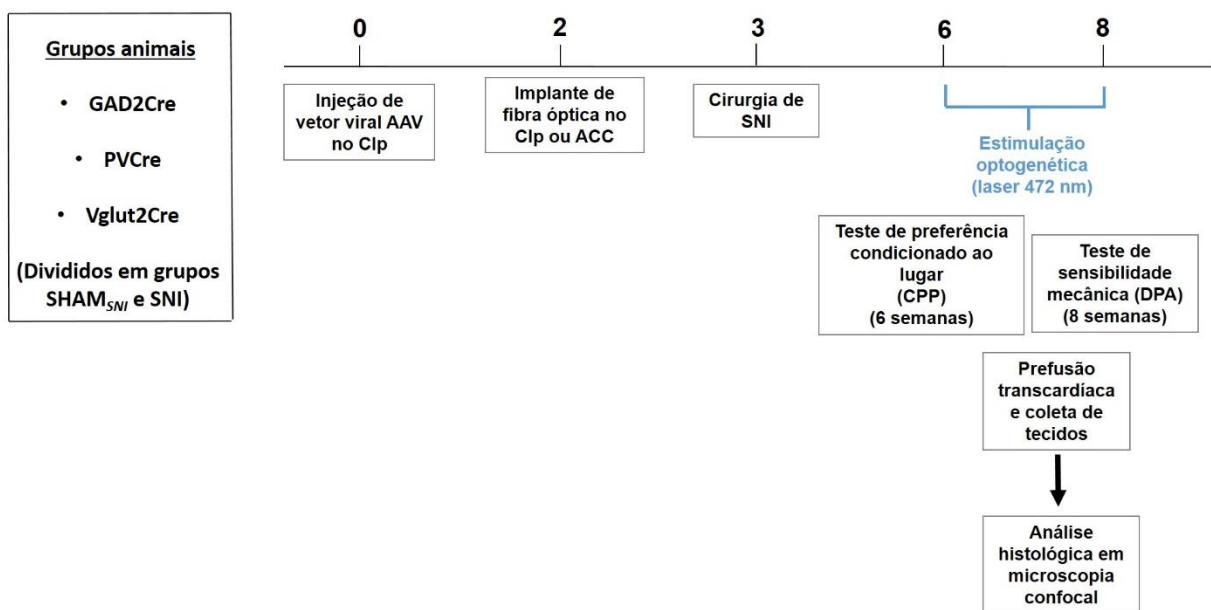 Grupos animais
• GAD2Cre
• PVCre
• Vglut2Cre
(Divididos em grupos
SHAMSNI e SNI)
0
2
3
6
8
Injeção de
vetor viral AAV
no CIp
Implante de
fibra óptica no
CIp ou ACC
Cirurgia de
SNI
Estimulação
optogenética
(laser 472 nm)
Teste de preferência
condicionado ao
lugar
(CPP)
(6 semanas)
Teste de
sensibilidade
mecânica (DPA)
(8 semanas)
Prefusão
transcardíaca
e coleta de
tecidos
Análise
histológica em
microscopia
confocal